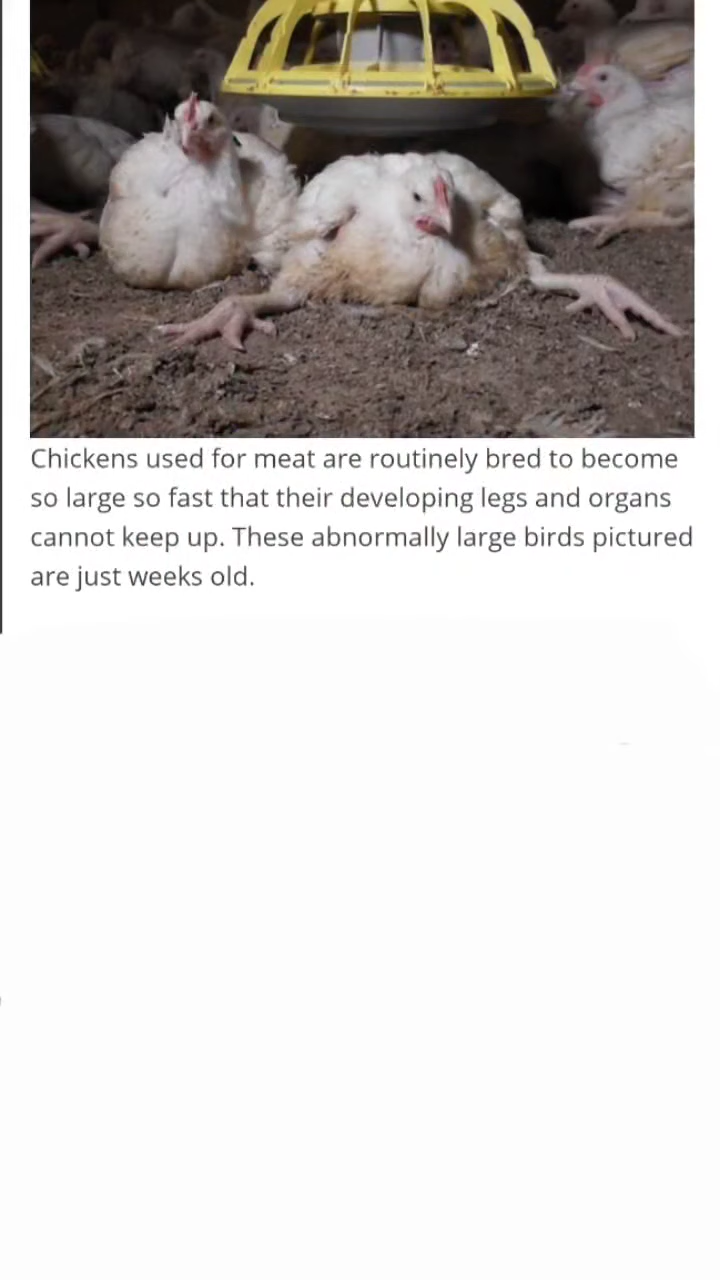 Chickens used for meat are routinely bred to become
so large so fast that their developing legs and organs
cannot keep up. These abnormally large birds pictured
are just weeks old.